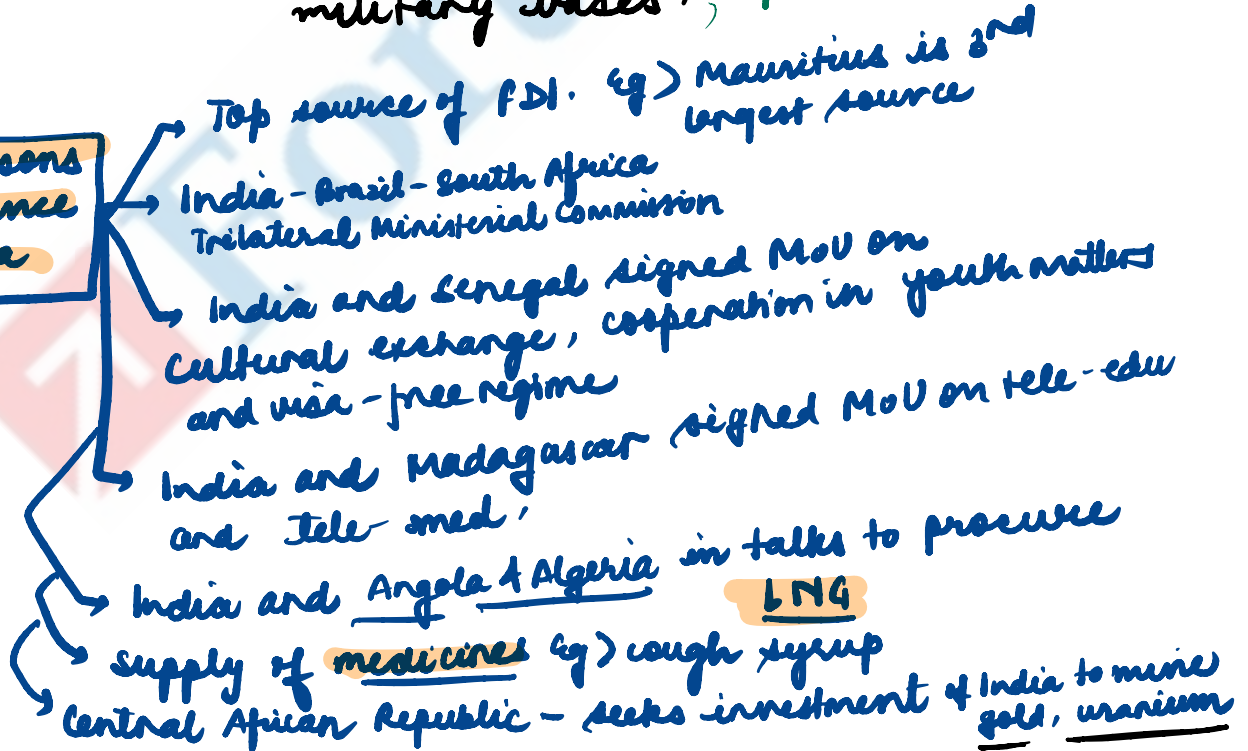 military bases,
Top source of FDI. Eg) Mauritius is 2nd
largest source
sons
nce
a
India - Brazil - South Africa
Trilateral Ministerial Commission
India and Senegal signed MoU on
cultural exchange, cooperation in youth matters
and visa-free regime
India and Madagascar signed MoU on tele-edu
and tele-med,
India and Angola & Algeria in talks to procure
LNG
Supply of medicines Eg) cough syrup
Central African Republic - seeks investment of India to mine
gold, uranium
For